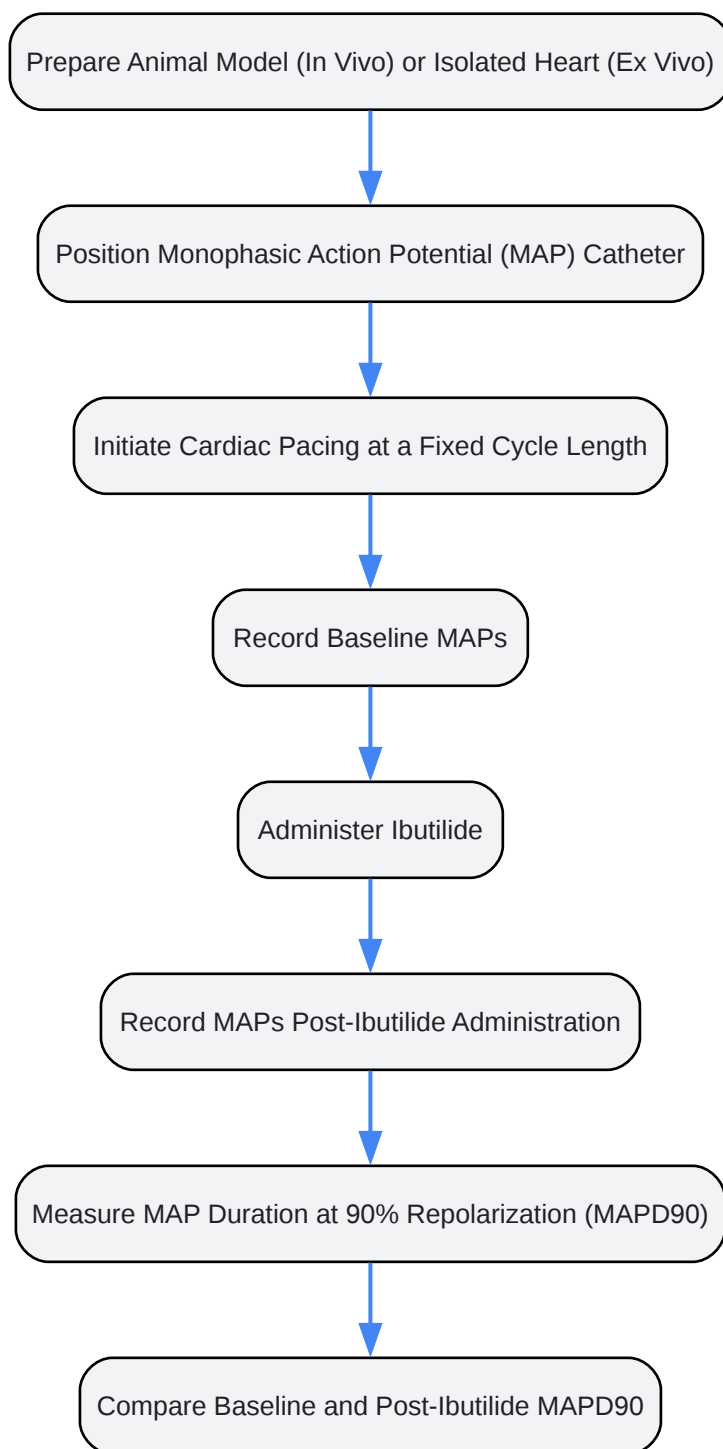 Prepare Animal Model (In Vivo) or Isolated Heart (Ex Vivo)
Position Monophasic Action Potential (MAP) Catheter
Initiate Cardiac Pacing at a Fixed Cycle Length
Record Baseline MAPs
Administer Ibutilide
Record MAPs Post-Ibutilide Administration
Measure MAP Duration at 90% Repolarization (MAPD90)
Compare Baseline and Post-Ibutilide MAPD90